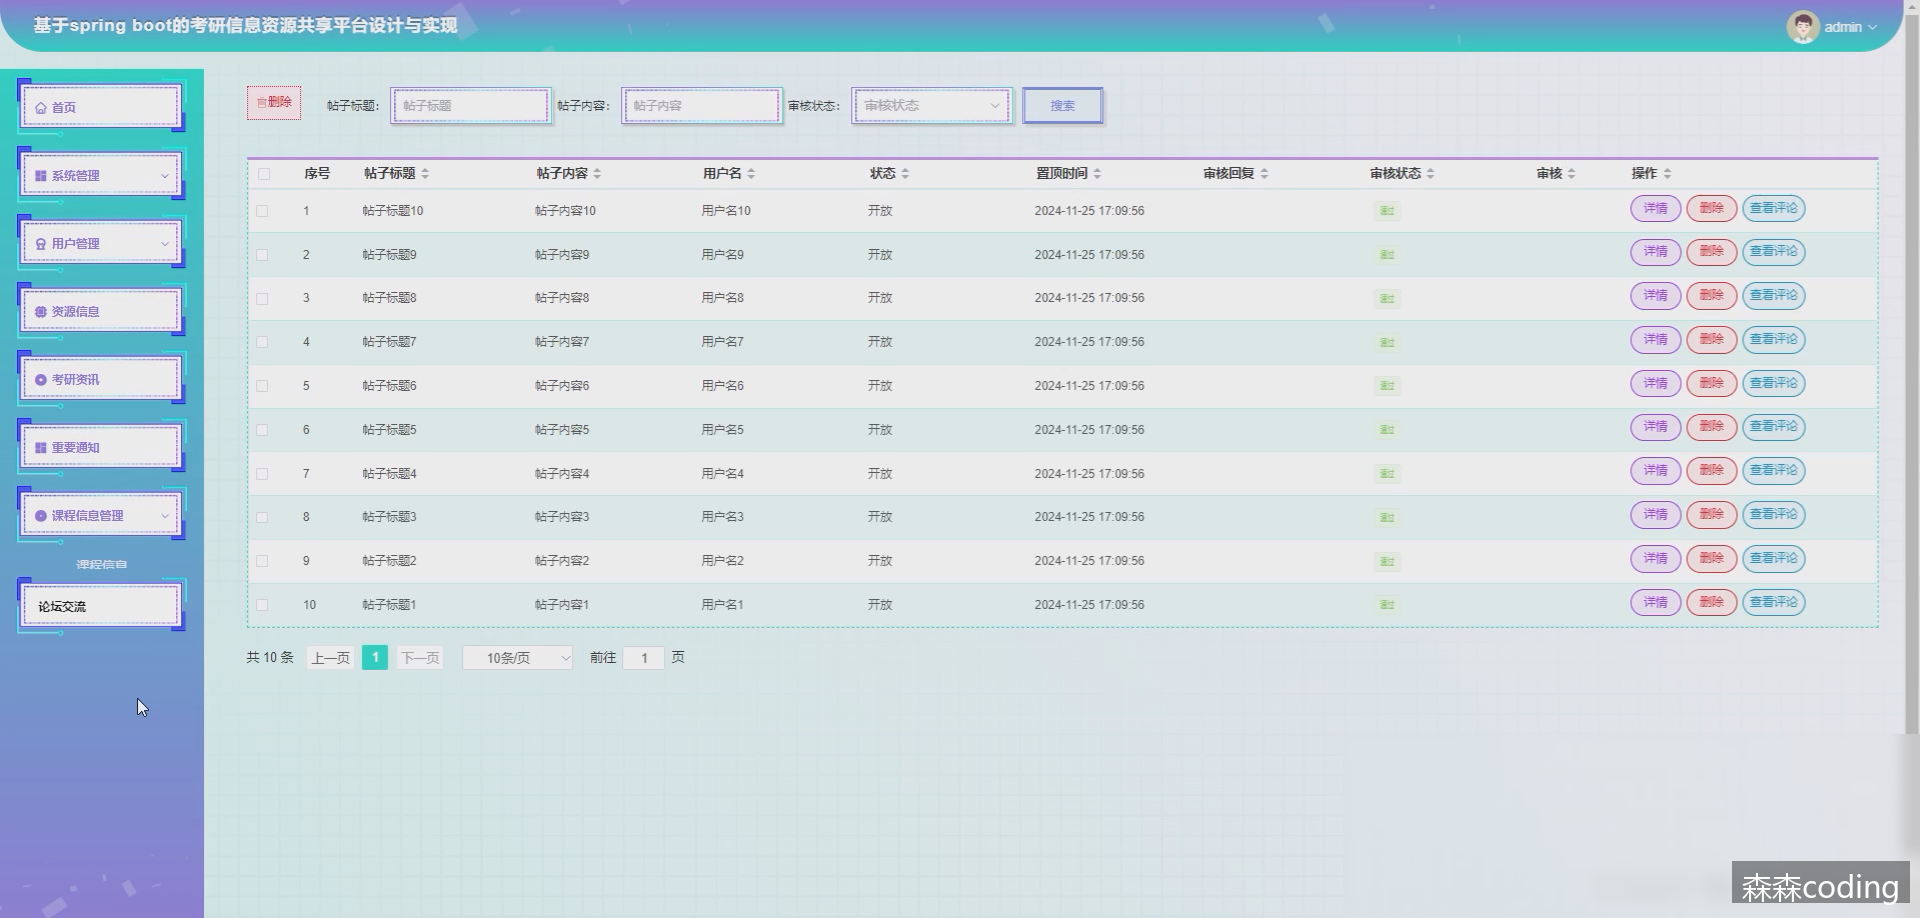 基于spring boot的考研信息资源共享平台设计与实现
admin
首页
系统管理
用户管理
资源信息
考研资讯
重要通知
课程信息管理
课程信息
论坛交流
删除 帖子标题: 帖子标题 帖子内容: 帖子内容 审核状态: 审核状态 搜索
序号 帖子标题 帖子内容 用户名 状态 置顶时间 审核回复 审核状态 审核 操作
1 帖子标题10 帖子内容10 用户名10 开放 2024-11-25 17:09:56 通过 详情 删除 查看评论
2 帖子标题9 帖子内容9 用户名9 开放 2024-11-25 17:09:56 通过 详情 删除 查看评论
3 帖子标题8 帖子内容8 用户名8 开放 2024-11-25 17:09:56 通过 详情 删除 查看评论
4 帖子标题7 帖子内容7 用户名7 开放 2024-11-25 17:09:56 通过 详情 删除 查看评论
5 帖子标题6 帖子内容6 用户名6 开放 2024-11-25 17:09:56 通过 详情 删除 查看评论
6 帖子标题5 帖子内容5 用户名5 开放 2024-11-25 17:09:56 通过 详情 删除 查看评论
7 帖子标题4 帖子内容4 用户名4 开放 2024-11-25 17:09:56 通过 详情 删除 查看评论
8 帖子标题3 帖子内容3 用户名3 开放 2024-11-25 17:09:56 通过 详情 删除 查看评论
9 帖子标题2 帖子内容2 用户名2 开放 2024-11-25 17:09:56 通过 详情 删除 查看评论
10 帖子标题1 帖子内容1 用户名1 开放 2024-11-25 17:09:56 通过 详情 删除 查看评论
共 10 条 上一页 1 下一页 10条/页 前往 1 页
森森coding